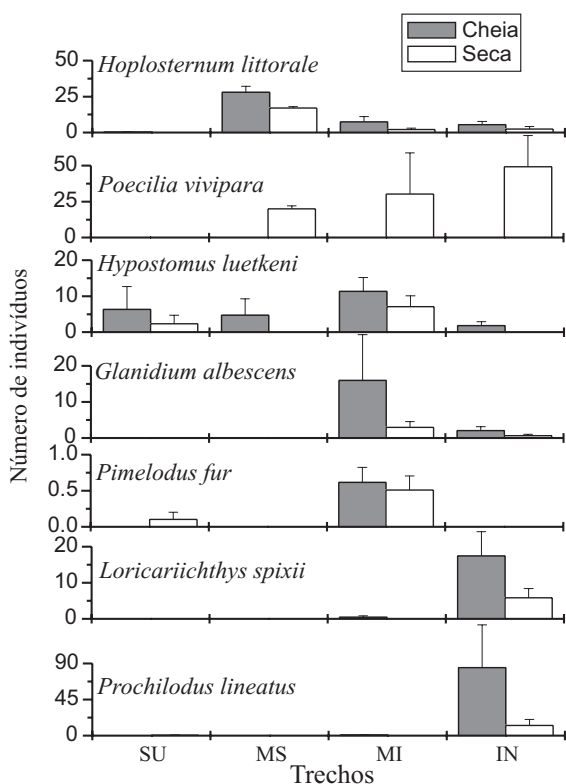 Cheia
Seca
Hoplosternum littorale
50
25
0
Poecilia vivipara
50
25
0
Hypostomus luetkeni
20
10
0
Glanidium albescens
20
10
0
Pimelodus fur
1.0
0.5
0.0
Loricariichthys spixii
20
10
0
Prochilodus lineatus
90
45
0
Número de indivíduos
SU MS MI IN
Trechos